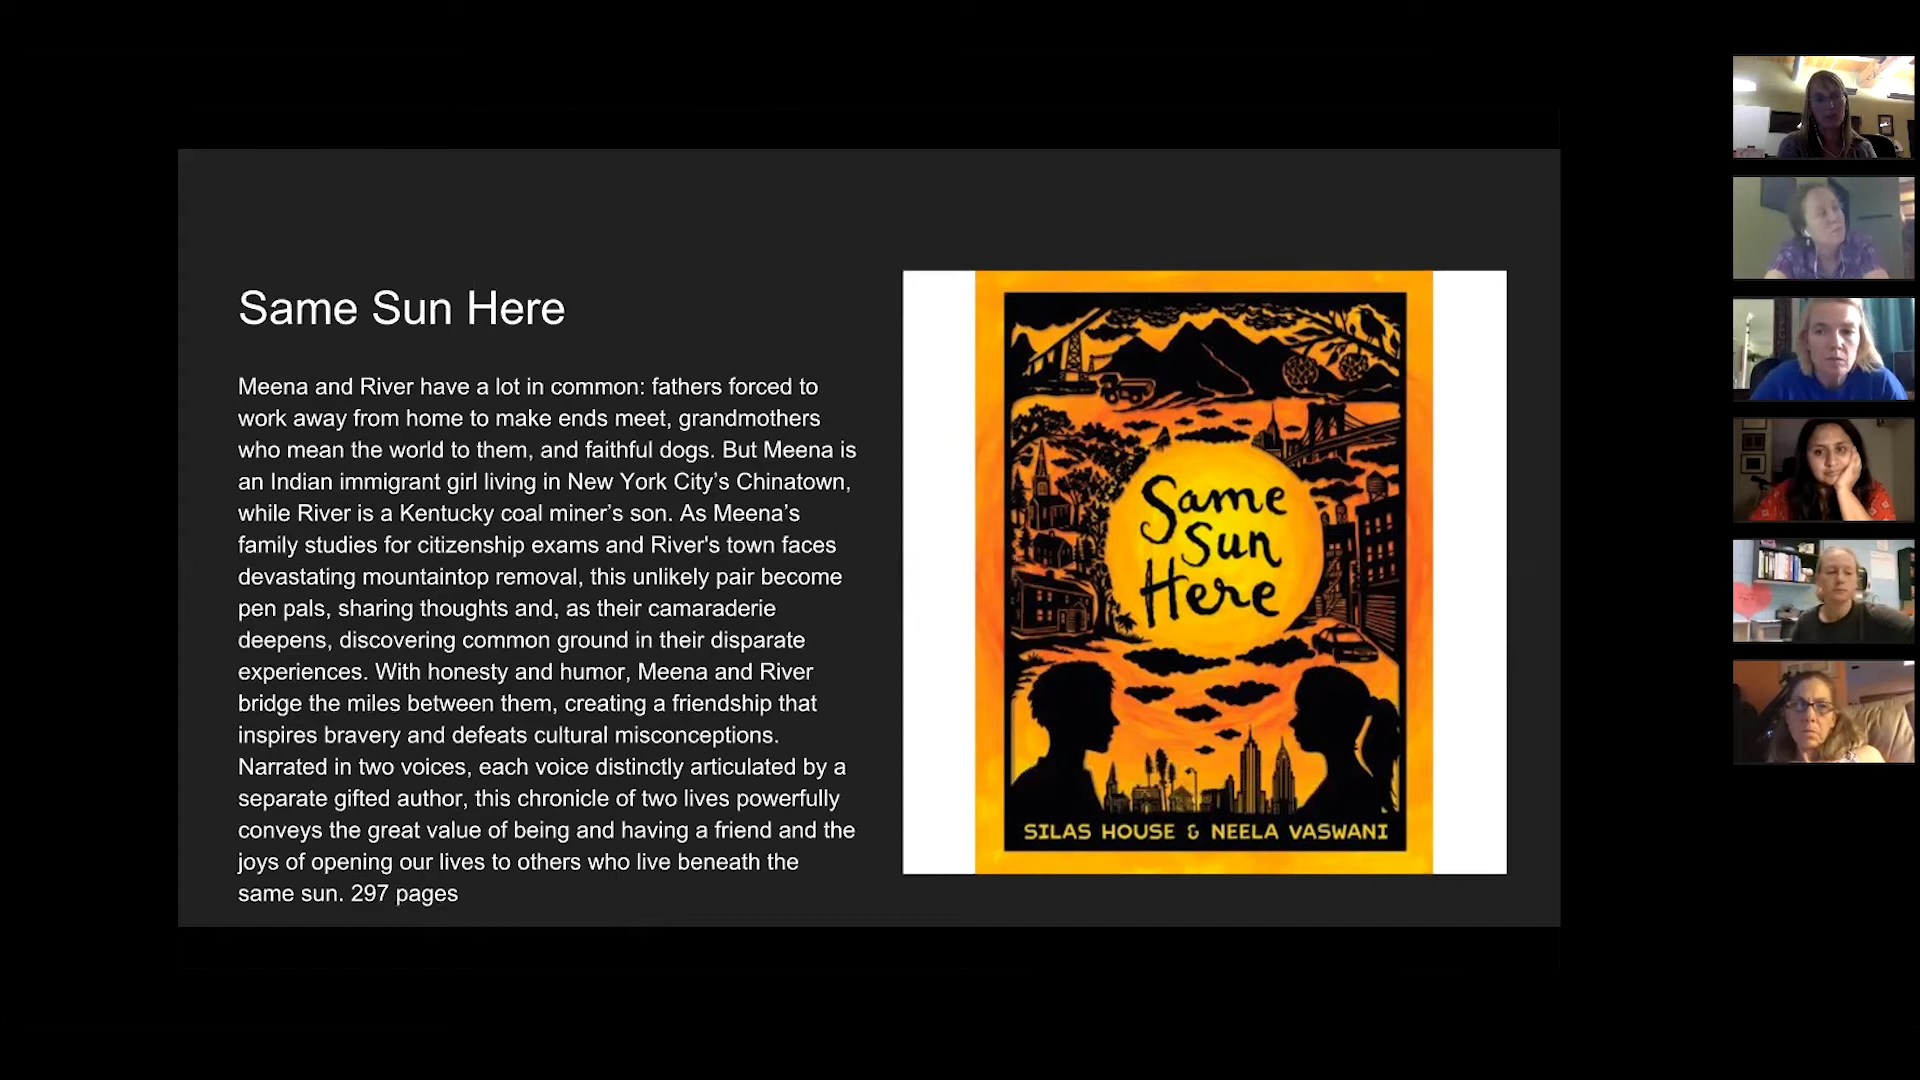 Same Sun Here
Meena and River have a lot in common: fathers forced to
work away from home to make ends meet, grandmothers
who mean the world to them, and faithful dogs. But Meena is
an Indian immigrant girl living in New York City’s Chinatown,
while River is a Kentucky coal miner’s son. As Meena’s
family studies for citizenship exams and River's town faces
devastating mountaintop removal, this unlikely pair become
pen pals, sharing thoughts and, as their camaraderie
deepens, discovering common ground in their disparate
experiences. With honesty and humor, Meena and River
bridge the miles between them, creating a friendship that
inspires bravery and defeats cultural misconceptions.
Narrated in two voices, each voice distinctly articulated by a
separate gifted author, this chronicle of two lives powerfully
conveys the great value of being and having a friend and the
joys of opening our lives to others who live beneath the
same sun. 297 pages
Same
Sun
Here
SILAS HOUSE & NEELA VASWANI